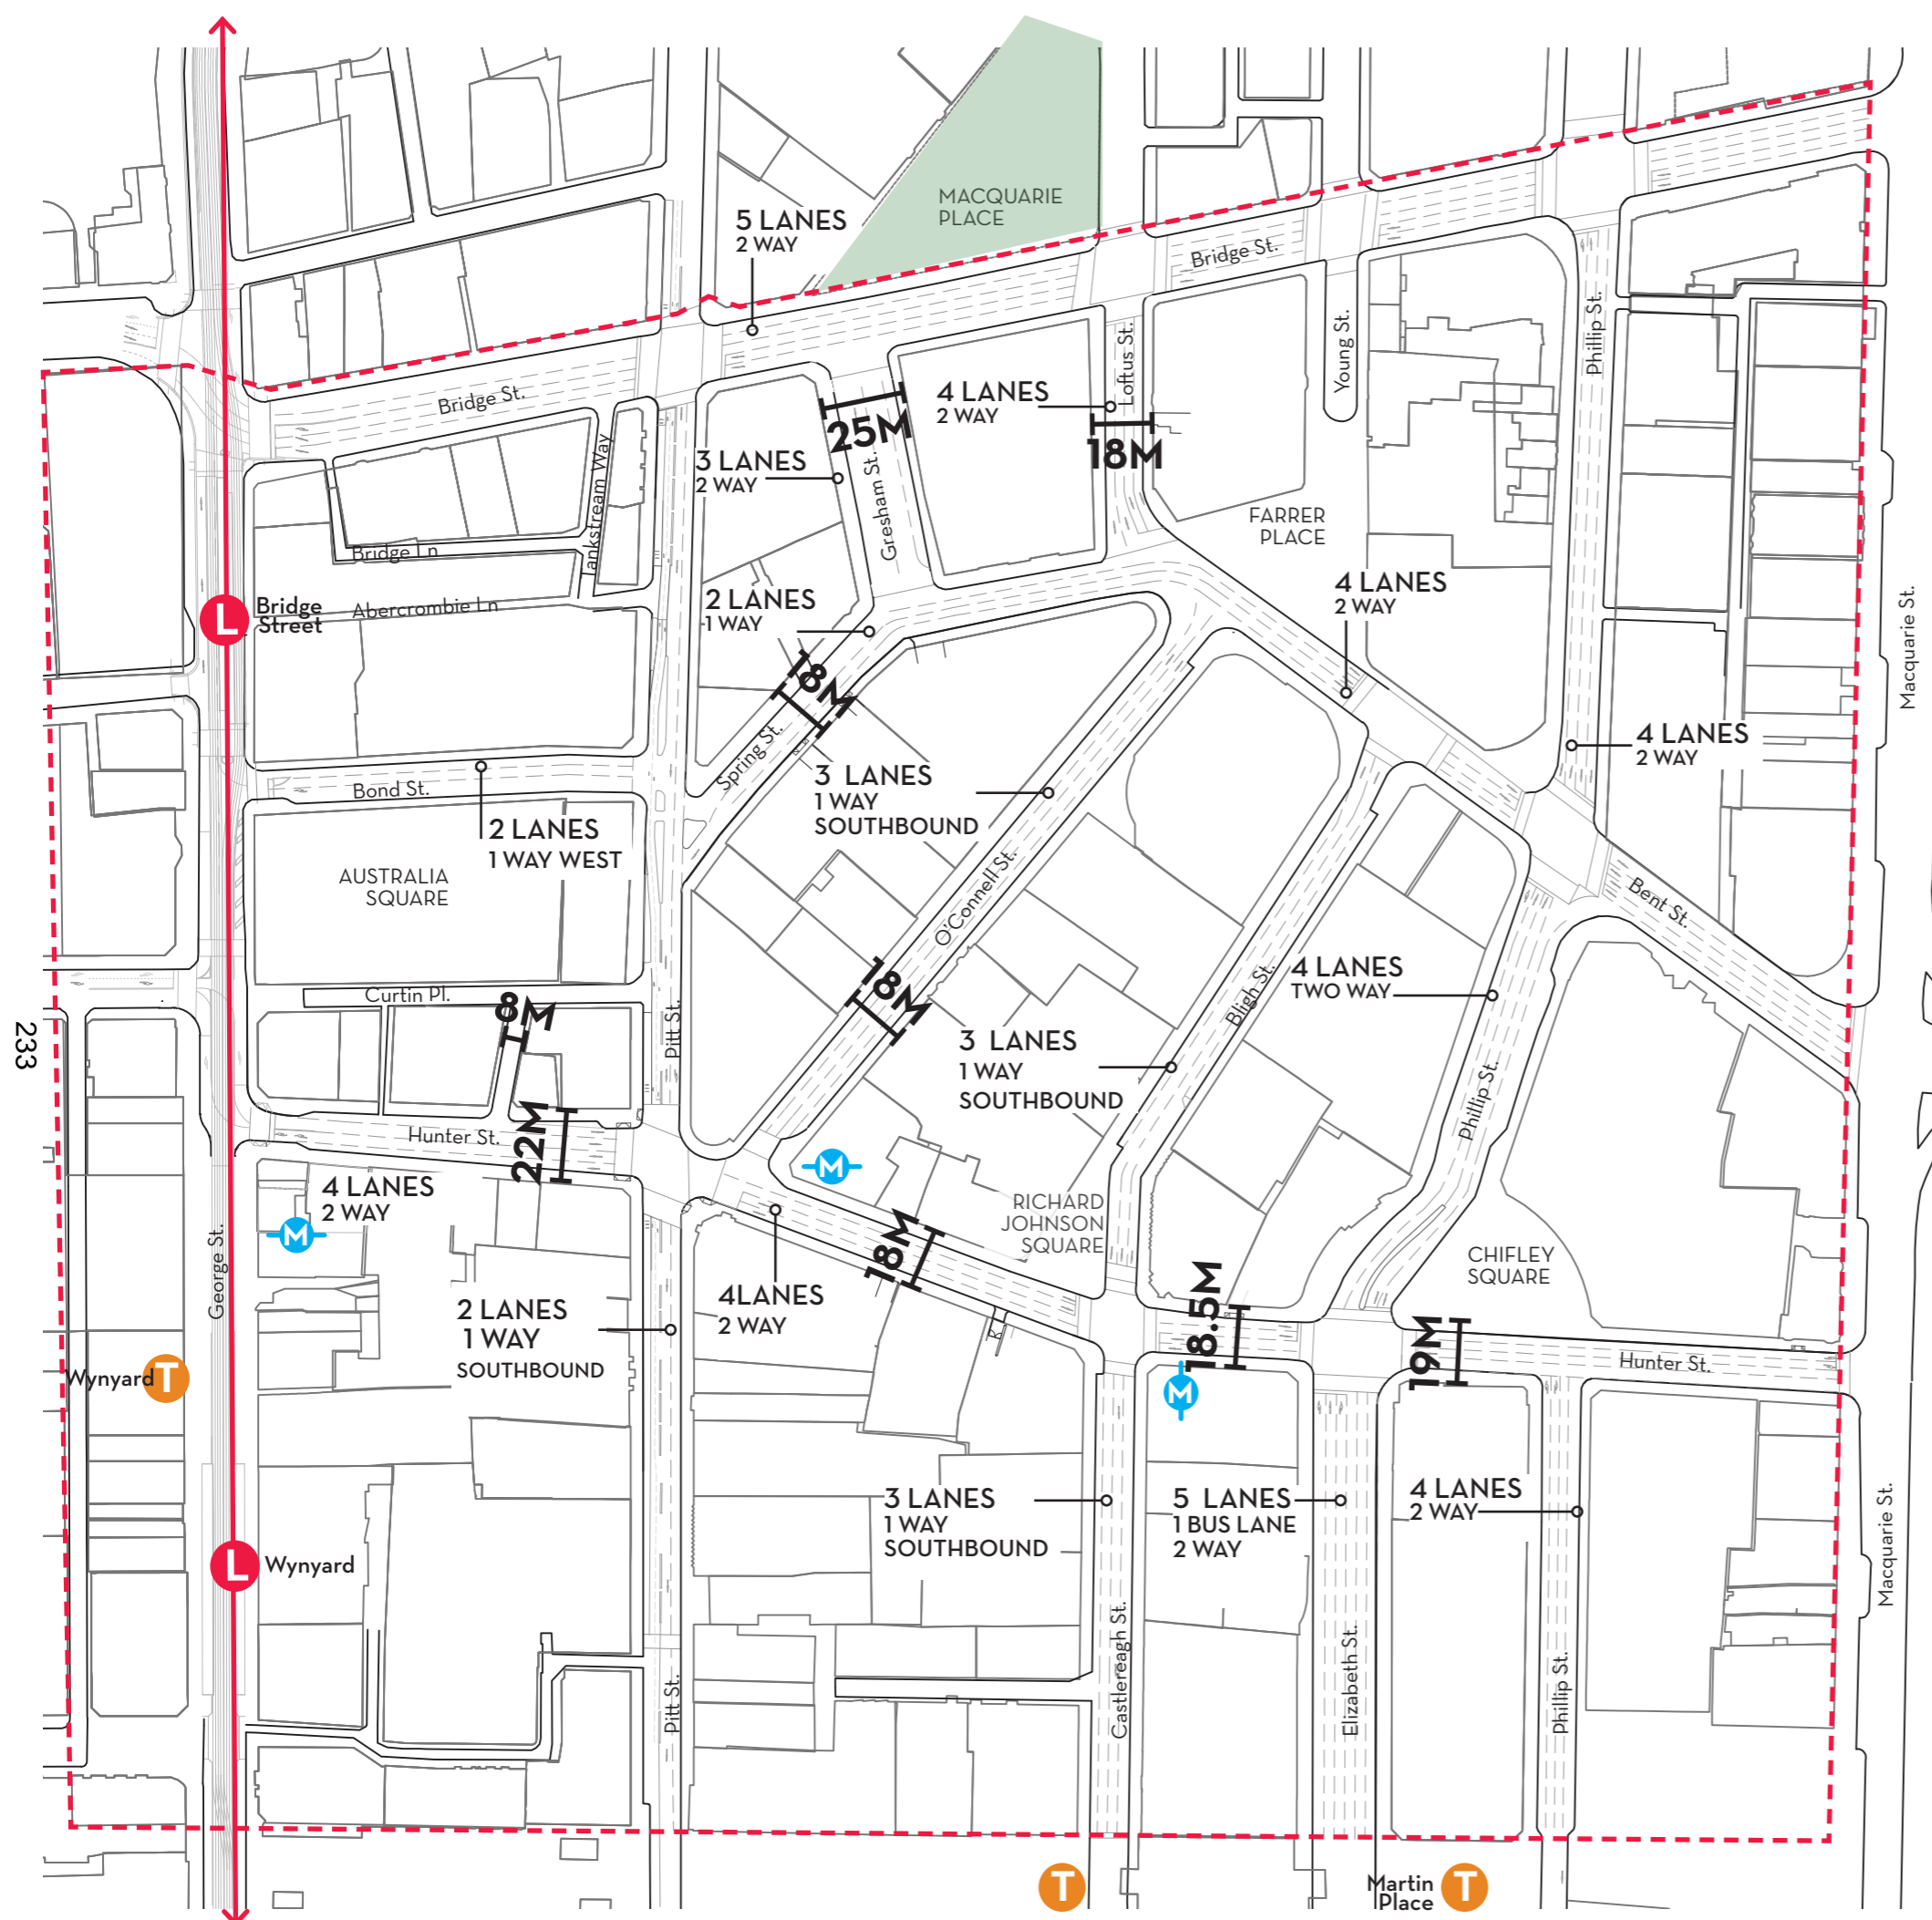 MACQUARIE
PLACE
5 LANES
2 WAY
Bridge St.
Bridge St.
Loftus St.
Young St.
Phillip St.
4 LANES
2 WAY
25M
18M
3 LANES
2 WAY
Gresham St.
Tankstream Way
FARRER
PLACE
Bridge Ln
Abercrombie Ln
L
Bridge
Street
2 LANES
1 WAY
4 LANES
2 WAY
Macquarie St.
8M
Spring St.
4 LANES
2 WAY
3 LANES
1 WAY
SOUTHBOUND
Bond St.
2 LANES
1 WAY WEST
AUSTRALIA
SQUARE
O'Connell St.
Bent St.
4 LANES
TWO WAY
Bligh St.
Curtin Pl.
8M
18M
Pitt St.
233
3 LANES
1 WAY
SOUTHBOUND
Phillip St.
Hunter St.
22M
M
4 LANES
2 WAY
M
RICHARD
JOHNSON
SQUARE
18M
George St.
CHIFLEY
SQUARE
2 LANES
1 WAY
SOUTHBOUND
4LANES
2 WAY
18.5M
19M
Hunter St.
Wynyard
T
M
3 LANES
1 WAY
SOUTHBOUND
5 LANES
1 BUS LANE
2 WAY
4 LANES
2 WAY
Macquarie St.
L
Wynyard
Pitt St.
Castlereagh St.
Elizabeth St.
Phillip St.
T
Martin
Place
T